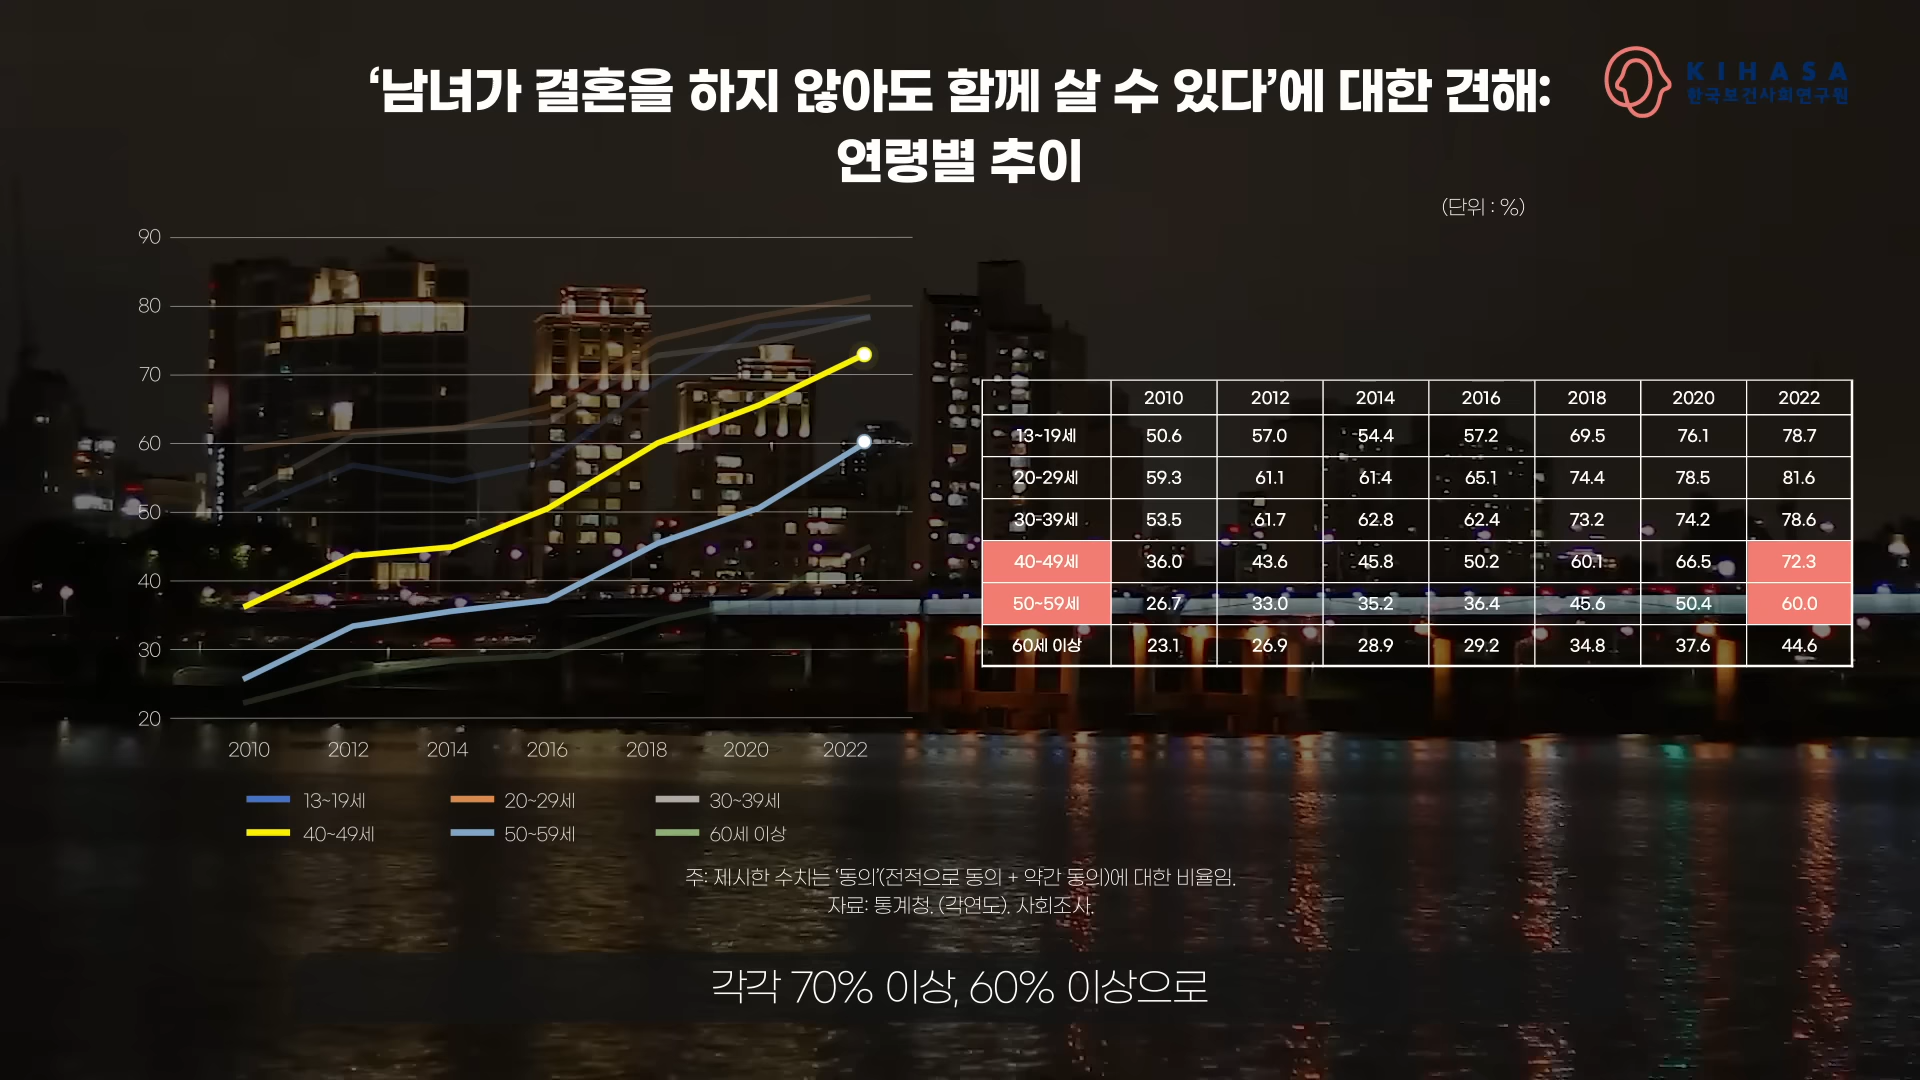 ‘남녀가 결혼을 하지 않아도 함께 살 수 있다’에 대한 견해:
연령별 추이
KIHASA
한국보건사회연구원
(단위 : %)
90
80
70
60
50
40
30
20
2010 2012 2014 2016 2018 2020 2022
13~19세 20~29세 30~39세
40~49세 50~59세 60세 이상
2010 2012 2014 2016 2018 2020 2022
13~19세 50.6 57.0 54.4 57.2 69.5 76.1 78.7
20-29세 59.3 61.1 61.4 65.1 74.4 78.5 81.6
30-39세 53.5 61.7 62.8 62.4 73.2 74.2 78.6
40-49세 36.0 43.6 45.8 50.2 60.1 66.5 72.3
50~59세 26.7 33.0 35.2 36.4 45.6 50.4 60.0
60세 이상 23.1 26.9 28.9 29.2 34.8 37.6 44.6
주: 제시한 수치는 ‘동의’(전적으로 동의 + 약간 동의)에 대한 비율임.
자료: 통계청. (각연도). 사회조사.
각각 70% 이상, 60% 이상으로